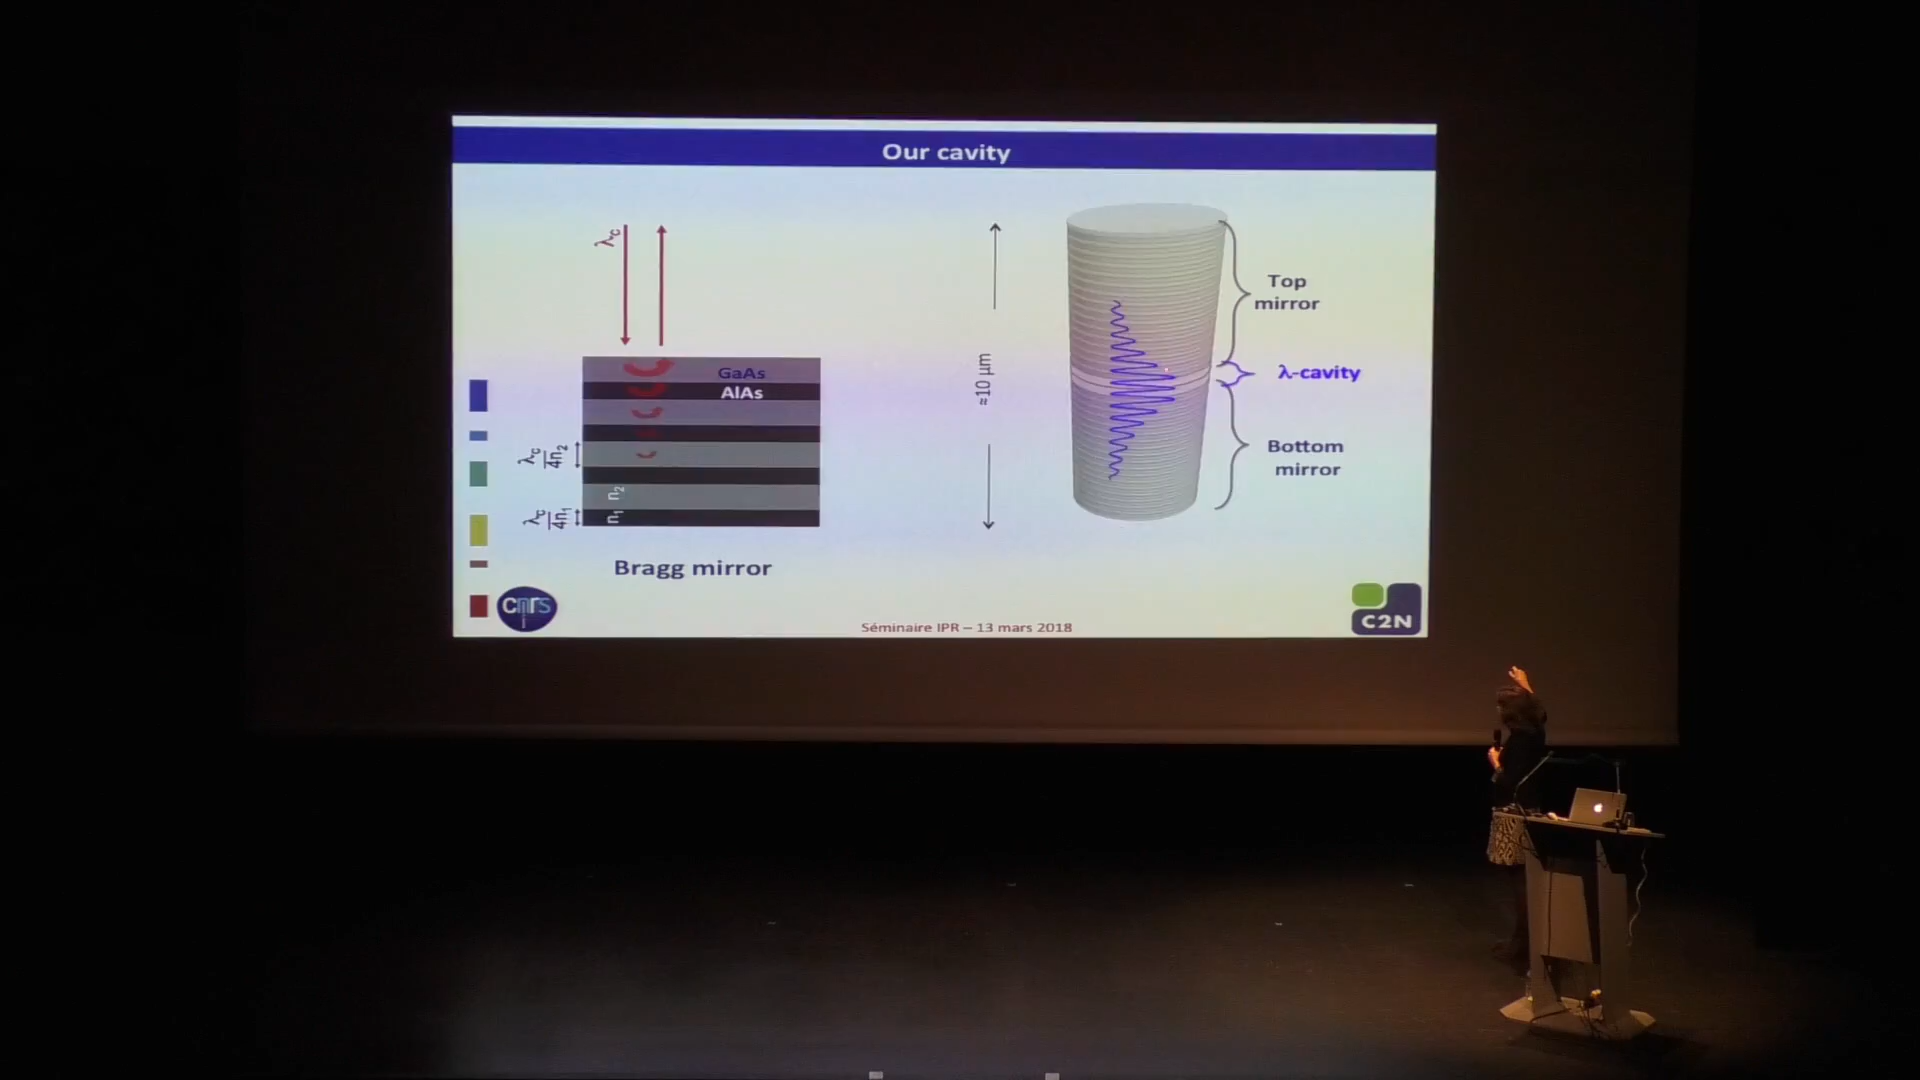 Our cavity
λc
GaAs
AlAs
λc
4n2
n2
λc
4n1
n1
Bragg mirror
≈10 µm
Top
mirror
λ-cavity
Bottom
mirror
cnrs
Séminaire IPR – 13 mars 2018
C2N